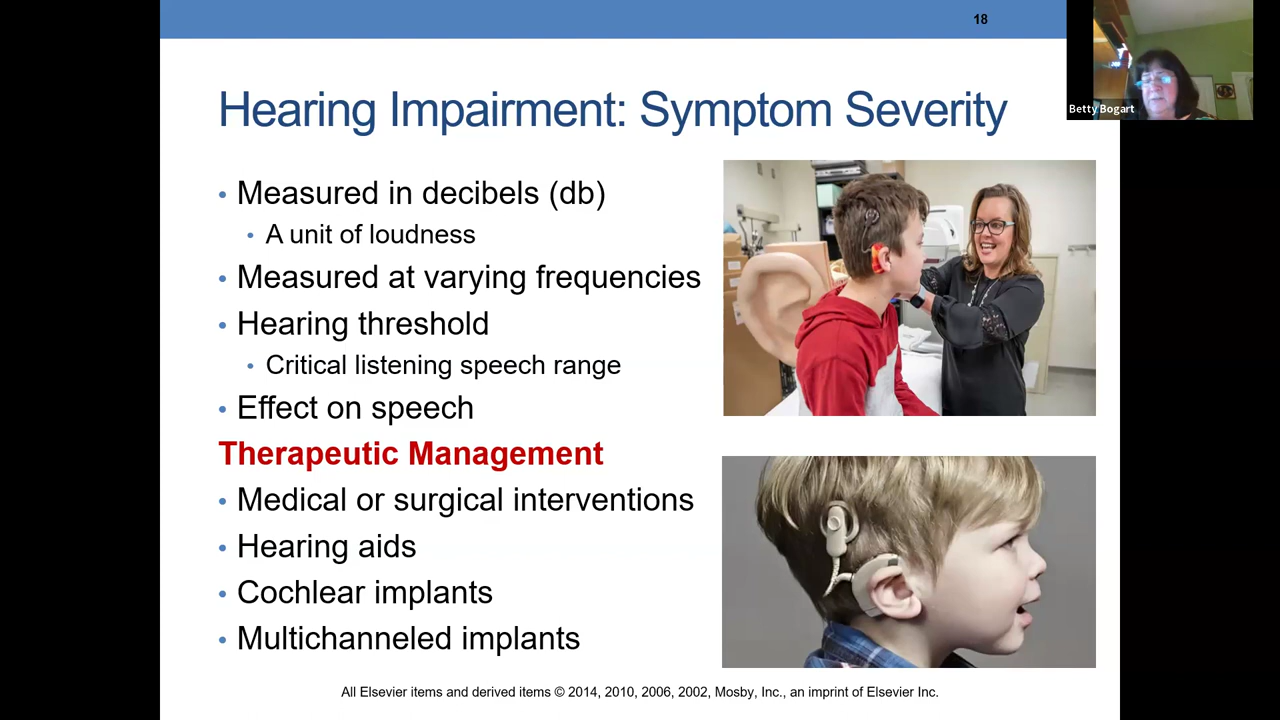 18
Betty Bogart
Hearing Impairment: Symptom Severity
• Measured in decibels (db)
• A unit of loudness
• Measured at varying frequencies
• Hearing threshold
• Critical listening speech range
• Effect on speech
Therapeutic Management
• Medical or surgical interventions
• Hearing aids
• Cochlear implants
• Multichanneled implants
All Elsevier items and derived items © 2014, 2010, 2006, 2002, Mosby, Inc., an imprint of Elsevier Inc.